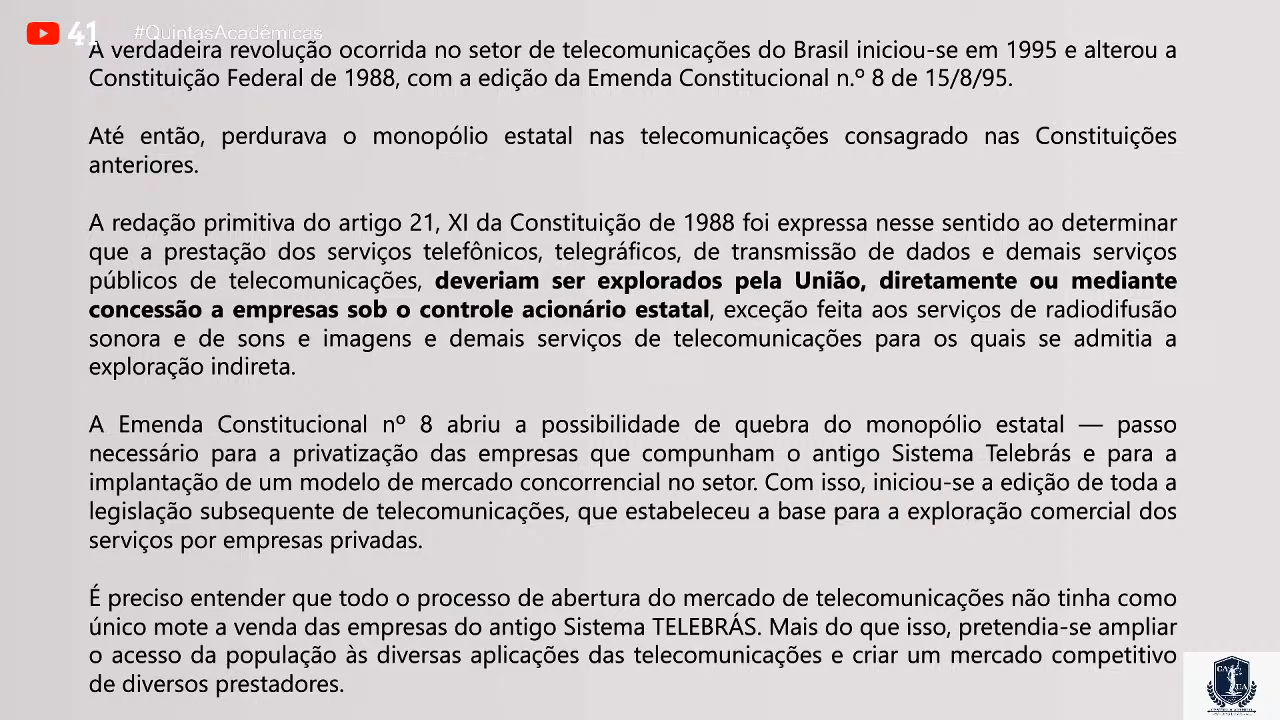 41 #QuintasAcadêmicas
A verdadeira revolução ocorrida no setor de telecomunicações do Brasil iniciou-se em 1995 e alterou a
Constituição Federal de 1988, com a edição da Emenda Constitucional n.º 8 de 15/8/95.
Até então, perdurava o monopólio estatal nas telecomunicações consagrado nas Constituições
anteriores.
A redação primitiva do artigo 21, XI da Constituição de 1988 foi expressa nesse sentido ao determinar
que a prestação dos serviços telefônicos, telegráficos, de transmissão de dados e demais serviços
públicos de telecomunicações, deveriam ser explorados pela União, diretamente ou mediante
concessão a empresas sob o controle acionário estatal, exceção feita aos serviços de radiodifusão
sonora e de sons e imagens e demais serviços de telecomunicações para os quais se admitia a
exploração indireta.
A Emenda Constitucional nº 8 abriu a possibilidade de quebra do monopólio estatal — passo
necessário para a privatização das empresas que compunham o antigo Sistema Telebrás e para a
implantação de um modelo de mercado concorrencial no setor. Com isso, iniciou-se a edição de toda a
legislação subsequente de telecomunicações, que estabeleceu a base para a exploração comercial dos
serviços por empresas privadas.
É preciso entender que todo o processo de abertura do mercado de telecomunicações não tinha como
único mote a venda das empresas do antigo Sistema TELEBRÁS. Mais do que isso, pretendia-se ampliar
o acesso da população às diversas aplicações das telecomunicações e criar um mercado competitivo
de diversos prestadores.